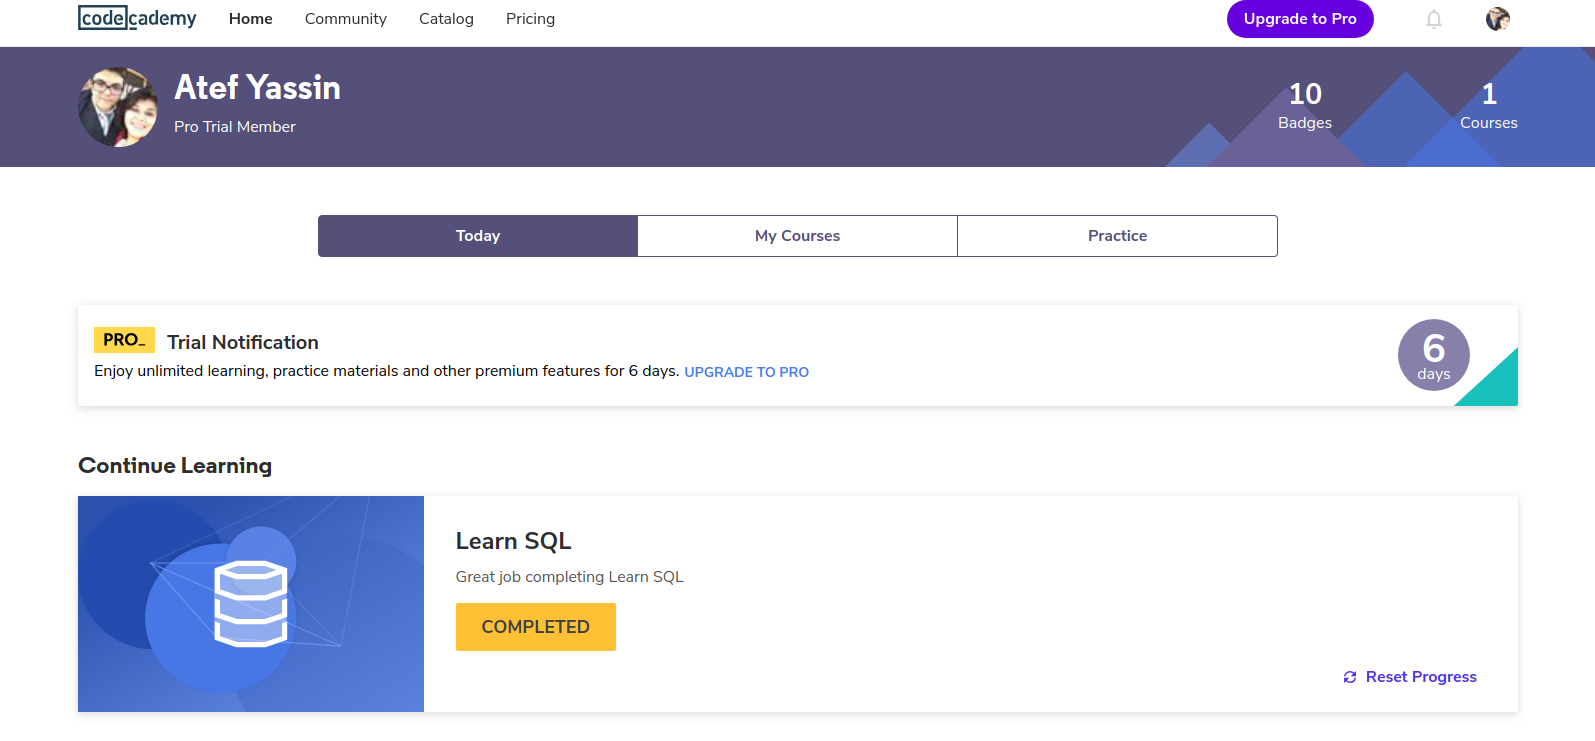 codecademy Home Community Catalog Pricing Upgrade to Pro
Atef Yassin
Pro Trial Member
10
Badges
1
Courses
Today My Courses Practice
PRO_ Trial Notification
Enjoy unlimited learning, practice materials and other premium features for 6 days. UPGRADE TO PRO
6
days
Continue Learning
Learn SQL
Great job completing Learn SQL
COMPLETED
Reset Progress